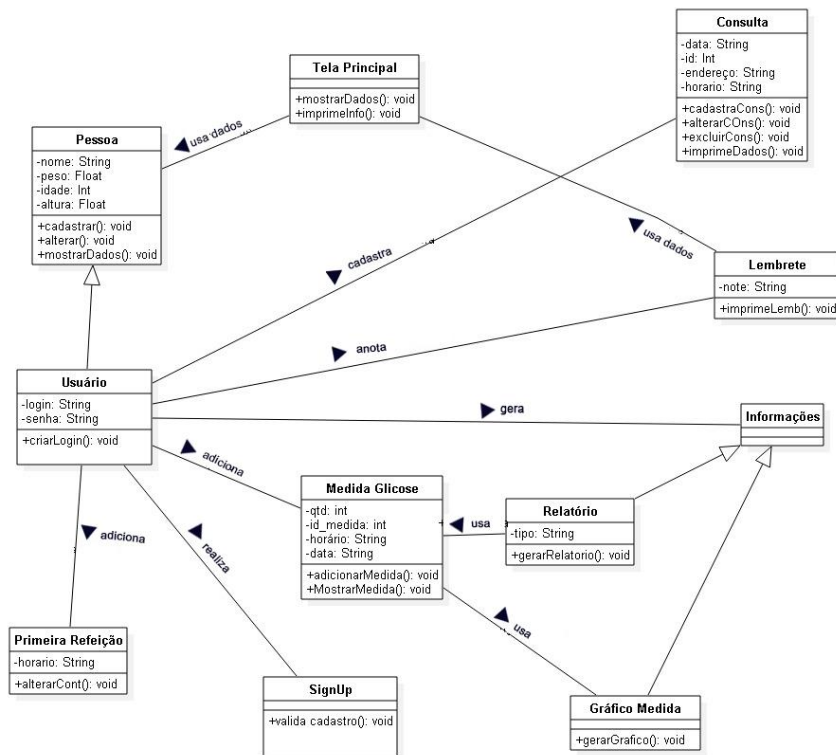 Consulta
-data: String
-id: Int
-endereço: String
-horario: String
+cadastraCons(): void
+alterarCOns(): void
+excluirCons(): void
+imprimeDados(): void
Tela Principal
+mostrarDados(): void
+imprimeInfo(): void
usa dados
Pessoa
-nome: String
-peso: Float
-idade: Int
-altura: Float
+cadastrar(): void
+alterar(): void
+mostrarDados(): void
cadastra
usa dados
Lembrete
-note: String
+imprimeLemb(): void
anota
Usuário
-login: String
-senha: String
+criarLogin(): void
gera
Informações
adiciona
Medida Glicose
-qtd: int
-id_medida: int
-horário: String
-data: String
+adicionarMedida(): void
+MostrarMedida(): void
usa
Relatório
-tipo: String
+gerarRelatorio(): void
adiciona
realiza
usa
Primeira Refeição
-horario: String
+alterarCont(): void
SignUp
+valida cadastro(): void
Gráfico Medida
+gerarGrafico(): void